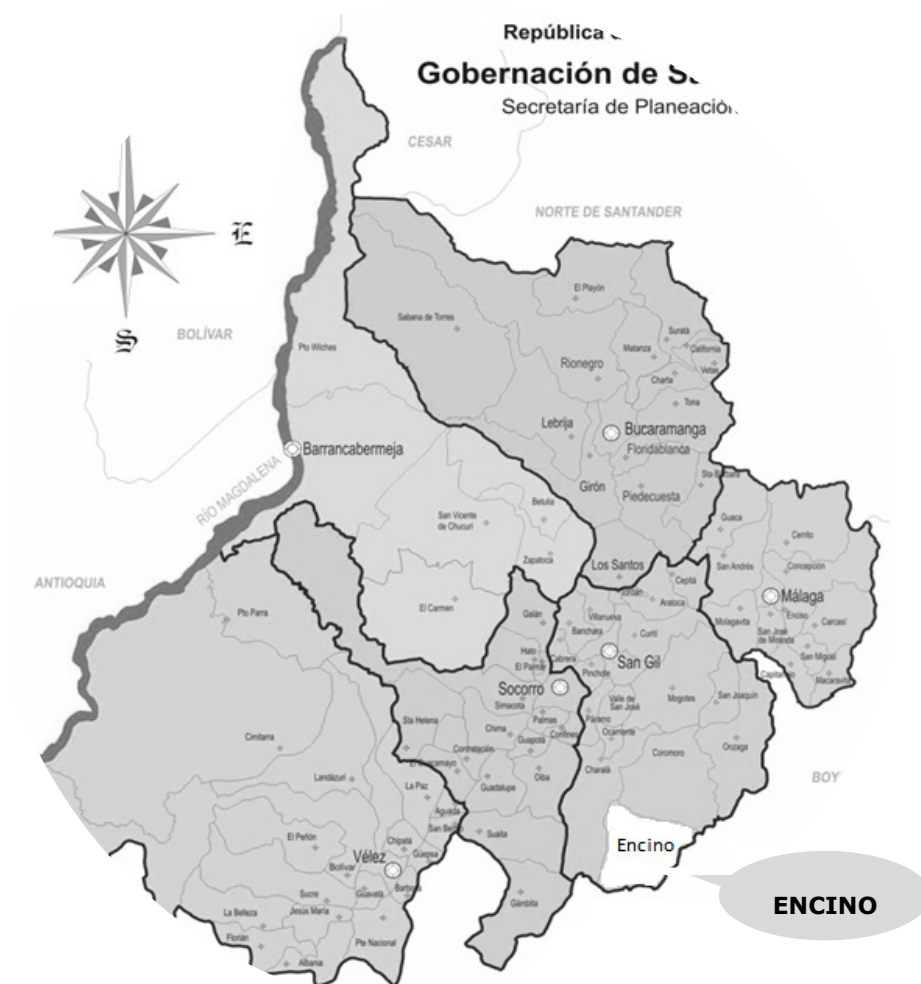 República
Gobernación de
Secretaría de Planeación
CESAR
NORTE DE SANTANDER
E
S
BOLÍVAR
El Playón
Sabana de Torres
Suratá
Pto Wilches
Matanza
California
Rionegro
Vetas
Charta
Tona
Lebrija
Bucaramanga
Barrancabermeja
Floridablanca
RÍO MAGDALENA
Girón
Sta Bárbara
Piedecuesta
Betulia
San Vicente
de Chucurí
Guaca
Cerrito
Zapatoca
Los Santos
San Andrés
Concepción
ANTIOQUIA
Cepitá
Jordán
Aratoca
Málaga
El Carmen
Pto Parra
Galán
Villanueva
Molagavita
Enciso
Carcasí
Barichara
Curití
San José
de Miranda
Hato
Cabrera
San Gil
San Miguel
El Palmar
Pinchote
Capitanejo
Macaravita
Socorro
Simacota
Valle de
San José
Mogotes
San Joaquín
Sta Helena
Palmas
Páramo
Chima
Confines
Ocamonte
Cimitarra
Guapota
Onzaga
Contratación
Coromoro
El Guacamayo
Charalá
Landázuri
Oiba
BOY
La Paz
Guadalupe
Aguada
San Benito
El Peñón
Suaita
Chipatá
Encino
Vélez
Güepsa
Bolívar
Sucre
Guavatá
Barbosa
ENCINO
La Belleza
Jesús María
Gámbita
Florián
Pte Nacional
Albania